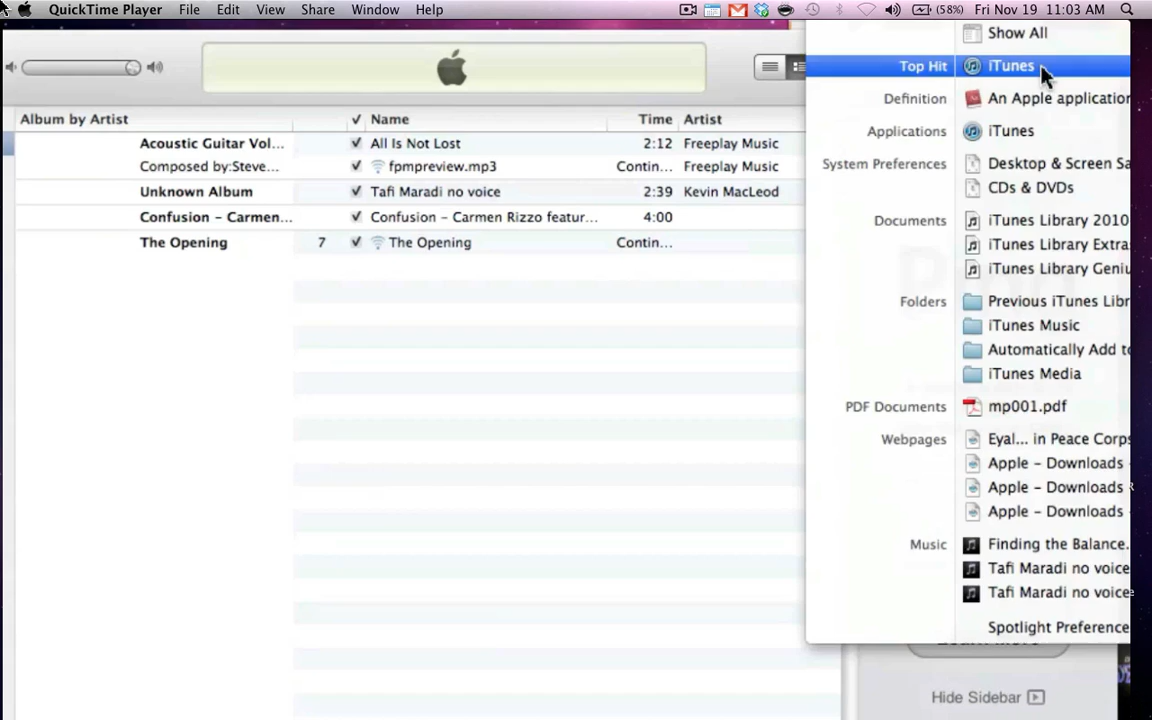 QuickTime Player File Edit View Share Window Help (58%) Fri Nov 19 11:03 AM
Show All
Top Hit iTunes
Definition An Apple application
Applications iTunes
System Preferences Desktop & Screen Sa
CDs & DVDs
Documents iTunes Library 2010
iTunes Library Extra
iTunes Library Geniu
Folders Previous iTunes Libr
iTunes Music
Automatically Add to
iTunes Media
PDF Documents mp001.pdf
Webpages Eyal... in Peace Corps
Apple – Downloads
Apple – Downloads
Apple – Downloads
Music Finding the Balance.
Tafi Maradi no voice
Tafi Maradi no voice
Spotlight Preference
Album by Artist ✓ Name Time Artist
Acoustic Guitar Vol... ✓ All Is Not Lost 2:12 Freeplay Music
Composed by:Steve... ✓ fpmpreview.mp3 Contin... Freeplay Music
Unknown Album ✓ Tafi Maradi no voice 2:39 Kevin MacLeod
Confusion – Carmen... ✓ Confusion – Carmen Rizzo featur... 4:00
The Opening 7 ✓ The Opening Contin...
Hide Sidebar